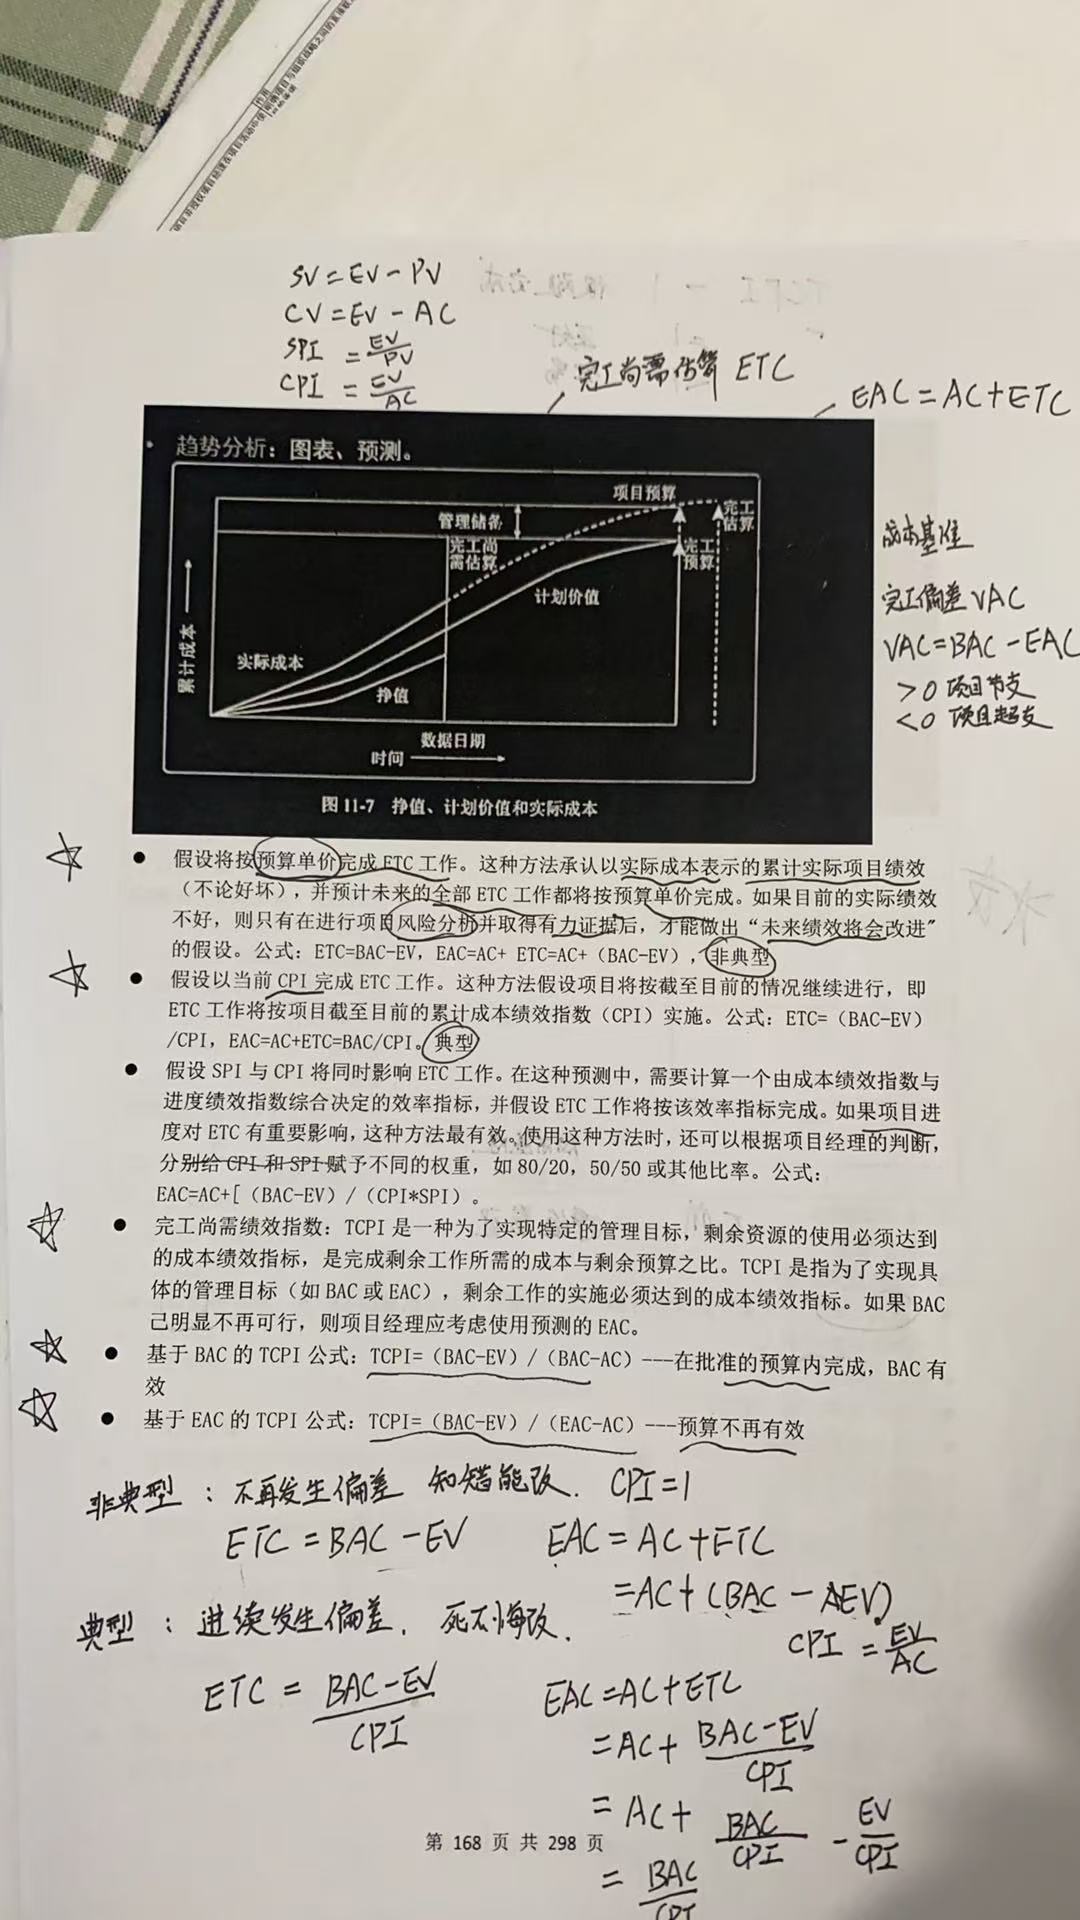 SV=EV-PV
CV=EV-AC
SPI=EV/PV
CPI=EV/AC
完工尚需估算 ETC
EAC=AC+ETC
趋势分析：图表、预测。
项目预算
管理储备
完工
估算
完工尚
需估算
完工
预算
计划价值
累计成本
实际成本
挣值
数据日期
时间
图 11-7 挣值、计划价值和实际成本
成本基准
完工偏差VAC
VAC=BAC-EAC
>0 项目节支
<0 项目超支
● 假设将按预算单价完成 ETC 工作。这种方法承认以实际成本表示的累计实际项目绩效
（不论好坏），并预计未来的全部 ETC 工作都将按预算单价完成。如果目前的实际绩效
不好，则只有在进行项目风险分析并取得有力证据后，才能做出“未来绩效将会改进"
的假设。公式：ETC=BAC-EV，EAC=AC+ ETC=AC+（BAC-EV），非典型
● 假设以当前 CPI 完成 ETC 工作。这种方法假设项目将按截至目前的情况继续进行，即
ETC 工作将按项目截至目前的累计成本绩效指数（CPI）实施。公式：ETC=（BAC-EV）
/CPI，EAC=AC+ETC=BAC/CPI。典型
● 假设 SPI 与 CPI 将同时影响 ETC 工作。在这种预测中，需要计算一个由成本绩效指数与
进度绩效指数综合决定的效率指标，并假设 ETC 工作将按该效率指标完成。如果项目进
度对 ETC 有重要影响，这种方法最有效。使用这种方法时，还可以根据项目经理的判断，
分别给 CPI 和 SPI 赋予不同的权重，如 80/20，50/50 或其他比率。公式：
EAC=AC+[（BAC-EV）/（CPI*SPI）。
● 完工尚需绩效指数：TCPI 是一种为了实现特定的管理目标，剩余资源的使用必须达到
的成本绩效指标，是完成剩余工作所需的成本与剩余预算之比。TCPI 是指为了实现具
体的管理目标（如 BAC 或 EAC），剩余工作的实施必须达到的成本绩效指标。如果 BAC
己明显不再可行，则项目经理应考虑使用预测的 EAC。
● 基于 BAC 的 TCPI 公式：TCPI=（BAC-EV）/（BAC-AC）---在批准的预算内完成，BAC 有
效
● 基于 EAC 的 TCPI 公式：TCPI=（BAC-EV）/（EAC-AC）---预算不再有效
非典型：不再发生偏差 知错能改. CPI=1
ETC=BAC-EV EAC=AC+ETC
=AC+(BAC-EV)
典型：继续发生偏差. 死不悔改.
CPI=EV/AC
ETC=(BAC-EV)/CPI EAC=AC+ETC
=AC+(BAC-EV)/CPI
=AC+BAC/CPI-EV/CPI
第 168 页 共 298 页
=BAC/CPI